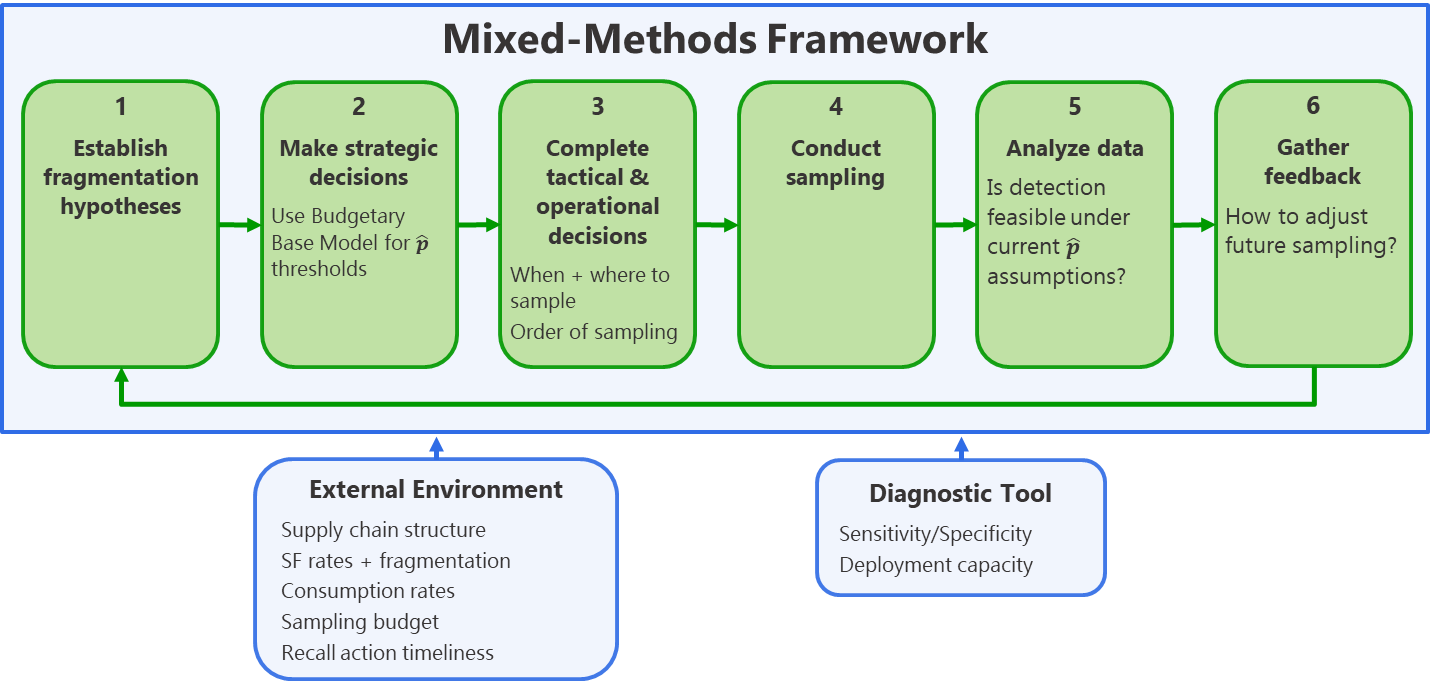 Mixed-Methods Framework
1
Establish
fragmentation
hypotheses
2
Make strategic
decisions
Use Budgetary
Base Model for p̂
thresholds
3
Complete
tactical &
operational
decisions
When + where to
sample
Order of sampling
4
Conduct
sampling
5
Analyze data
Is detection
feasible under
current p̂
assumptions?
6
Gather
feedback
How to adjust
future sampling?
External Environment
Supply chain structure
SF rates + fragmentation
Consumption rates
Sampling budget
Recall action timeliness
Diagnostic Tool
Sensitivity/Specificity
Deployment capacity